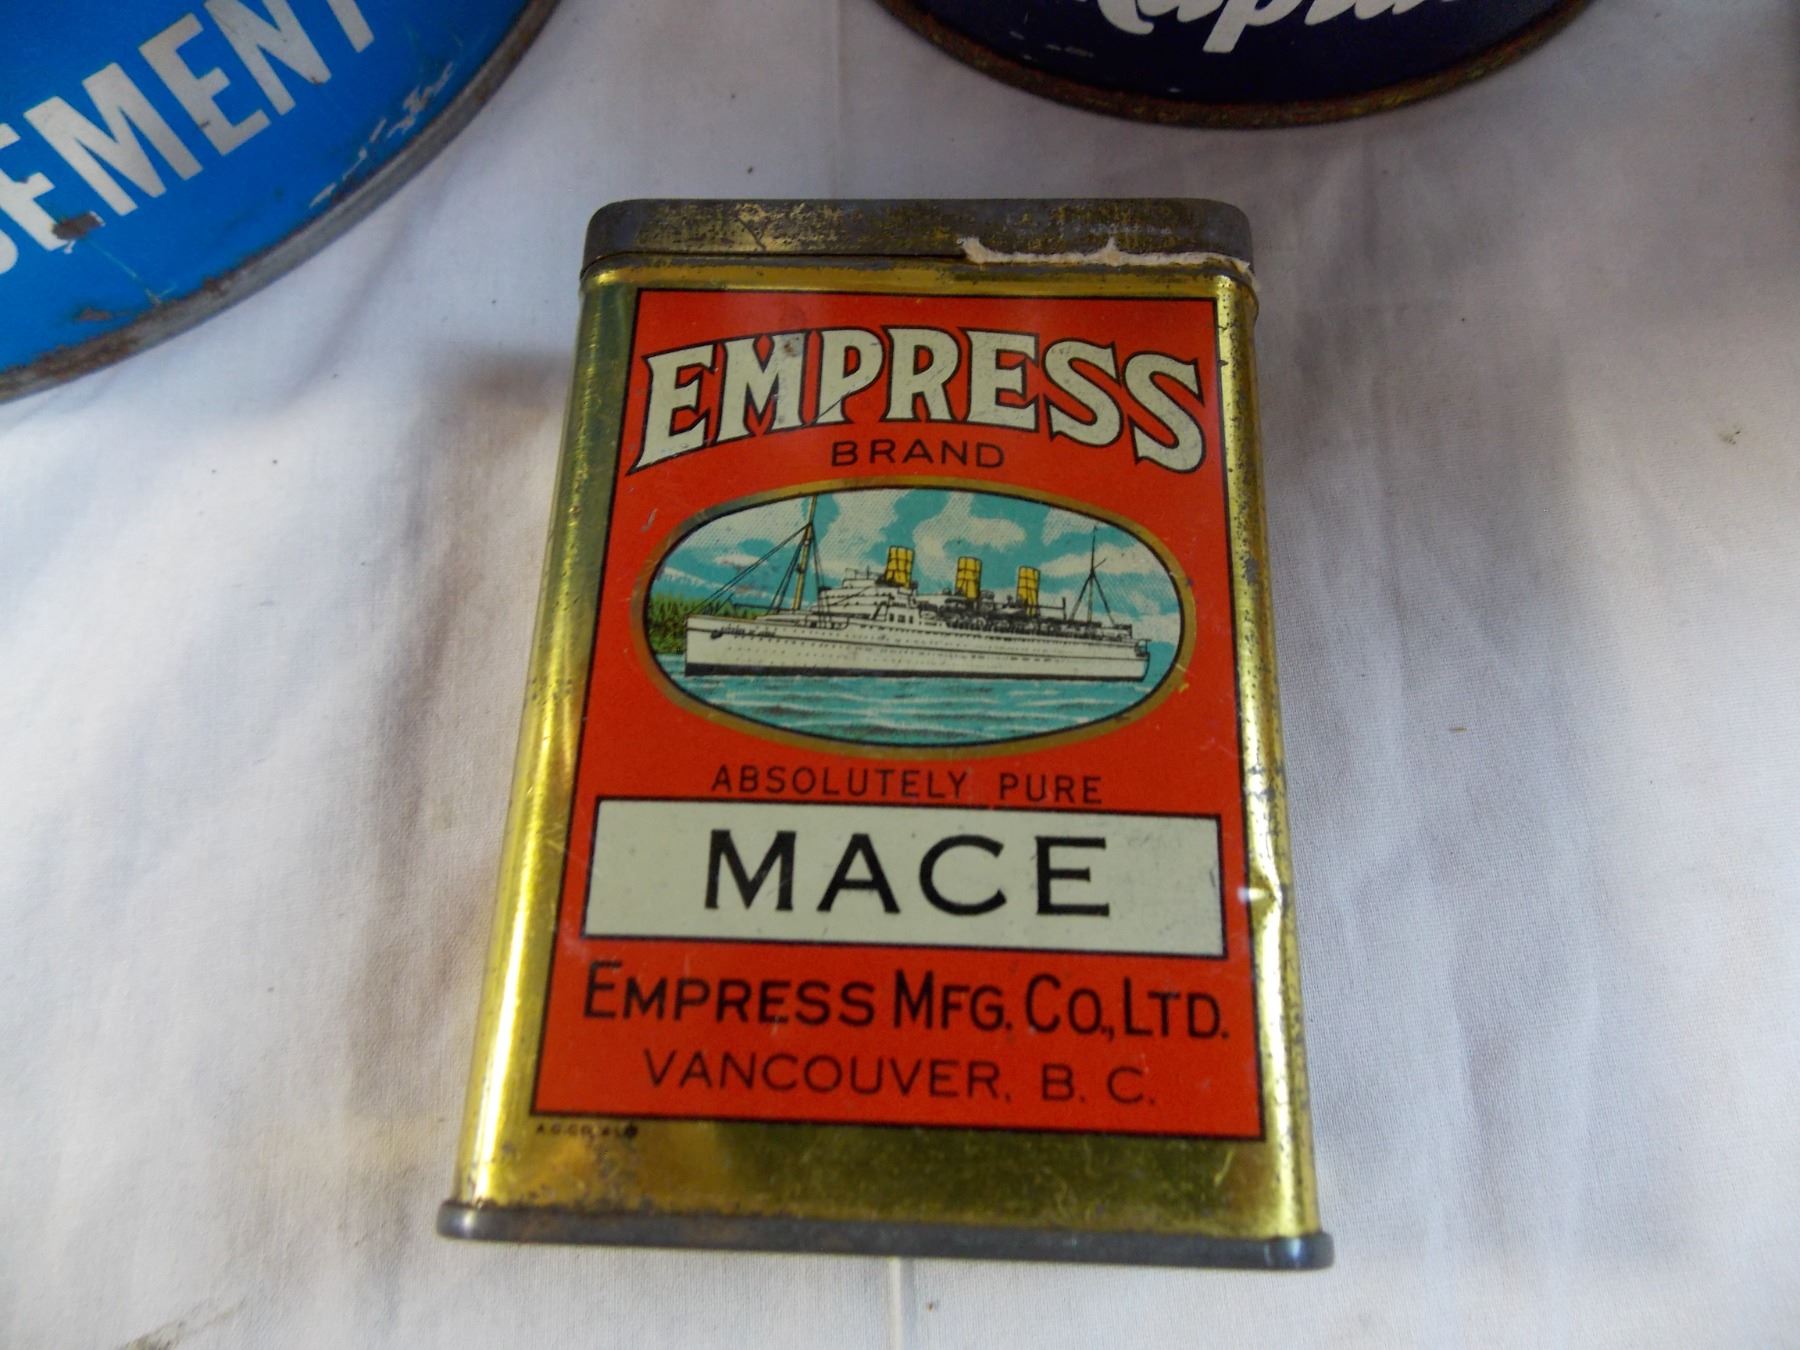 EMENT
EMPRESS
BRAND
ABSOLUTELY PURE
MACE
EMPRESS MFG. CO., LTD.
VANCOUVER, B. C.